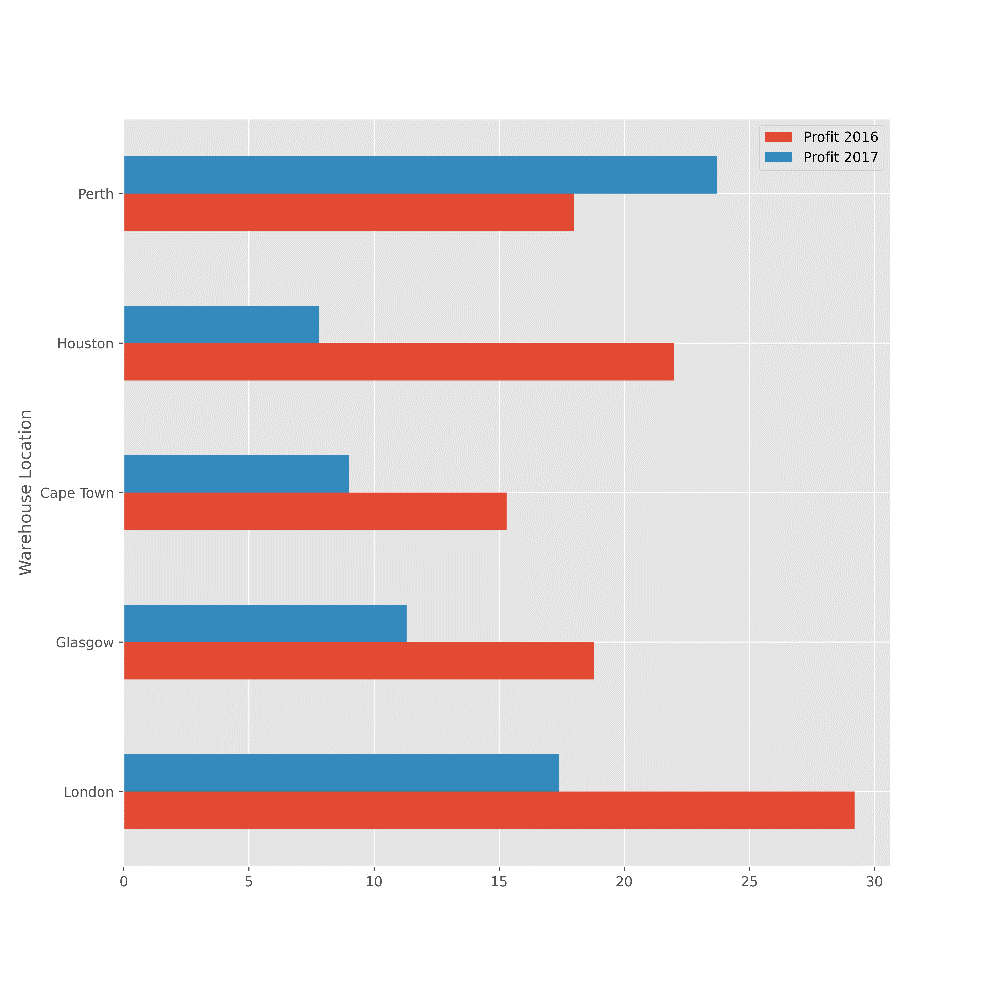 Profit 2016
Profit 2017
Perth
Houston
Cape Town
Glasgow
London
Warehouse Location
0 5 10 15 20 25 30